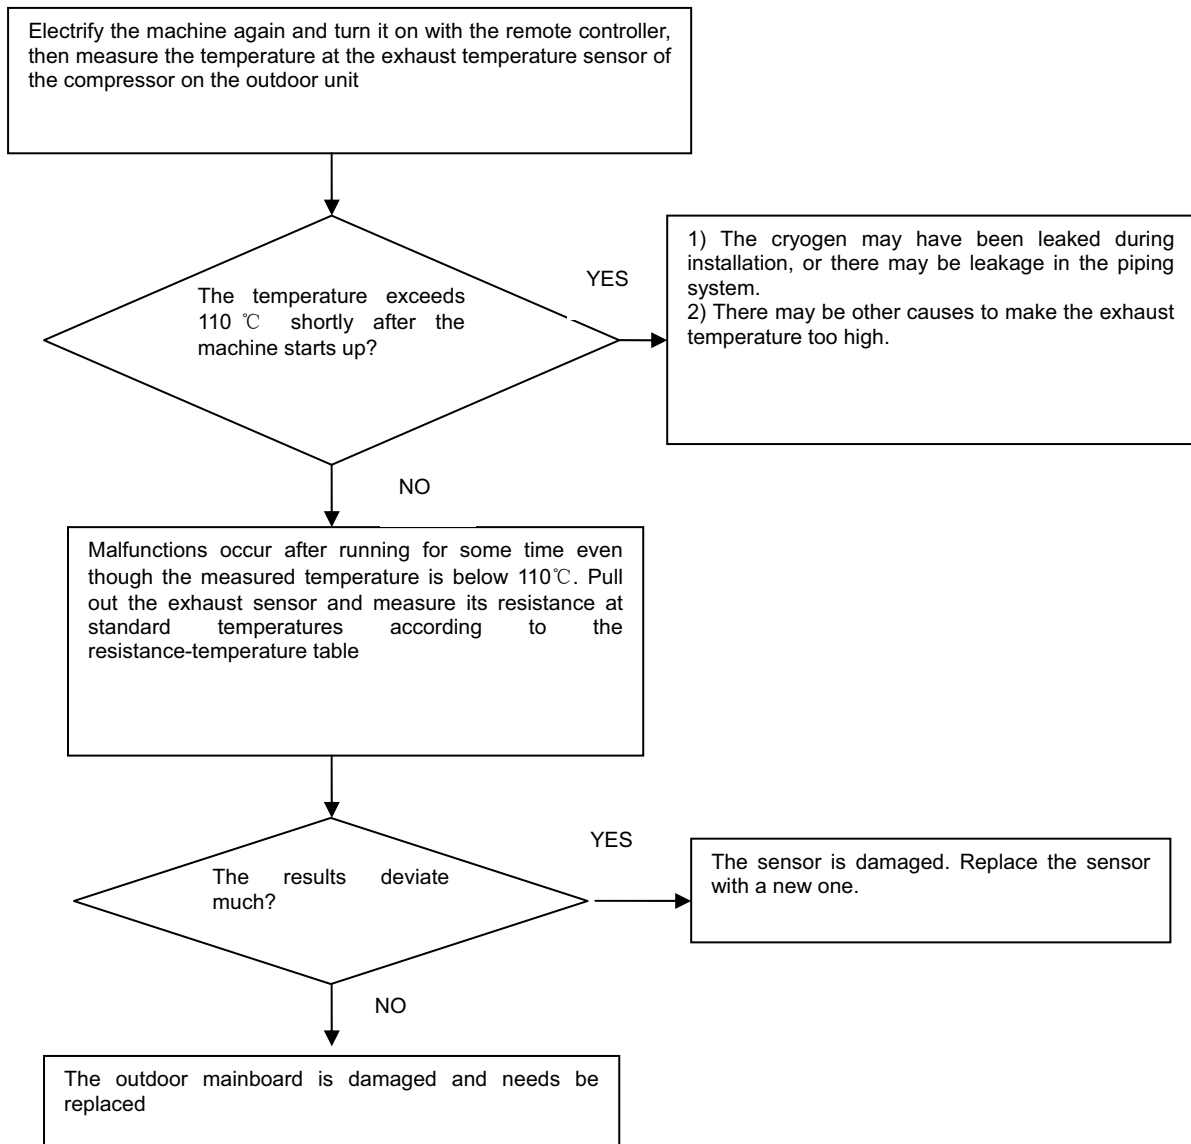 Electrify the machine again and turn it on with the remote controller,
then measure the temperature at the exhaust temperature sensor of
the compressor on the outdoor unit
The temperature exceeds
110 ℃ shortly after the
machine starts up?
YES
1) The cryogen may have been leaked during
installation, or there may be leakage in the piping
system.
2) There may be other causes to make the exhaust
temperature too high.
NO
Malfunctions occur after running for some time even
though the measured temperature is below 110℃. Pull
out the exhaust sensor and measure its resistance at
standard temperatures according to the
resistance-temperature table
The results deviate
much?
YES
The sensor is damaged. Replace the sensor
with a new one.
NO
The outdoor mainboard is damaged and needs be
replaced